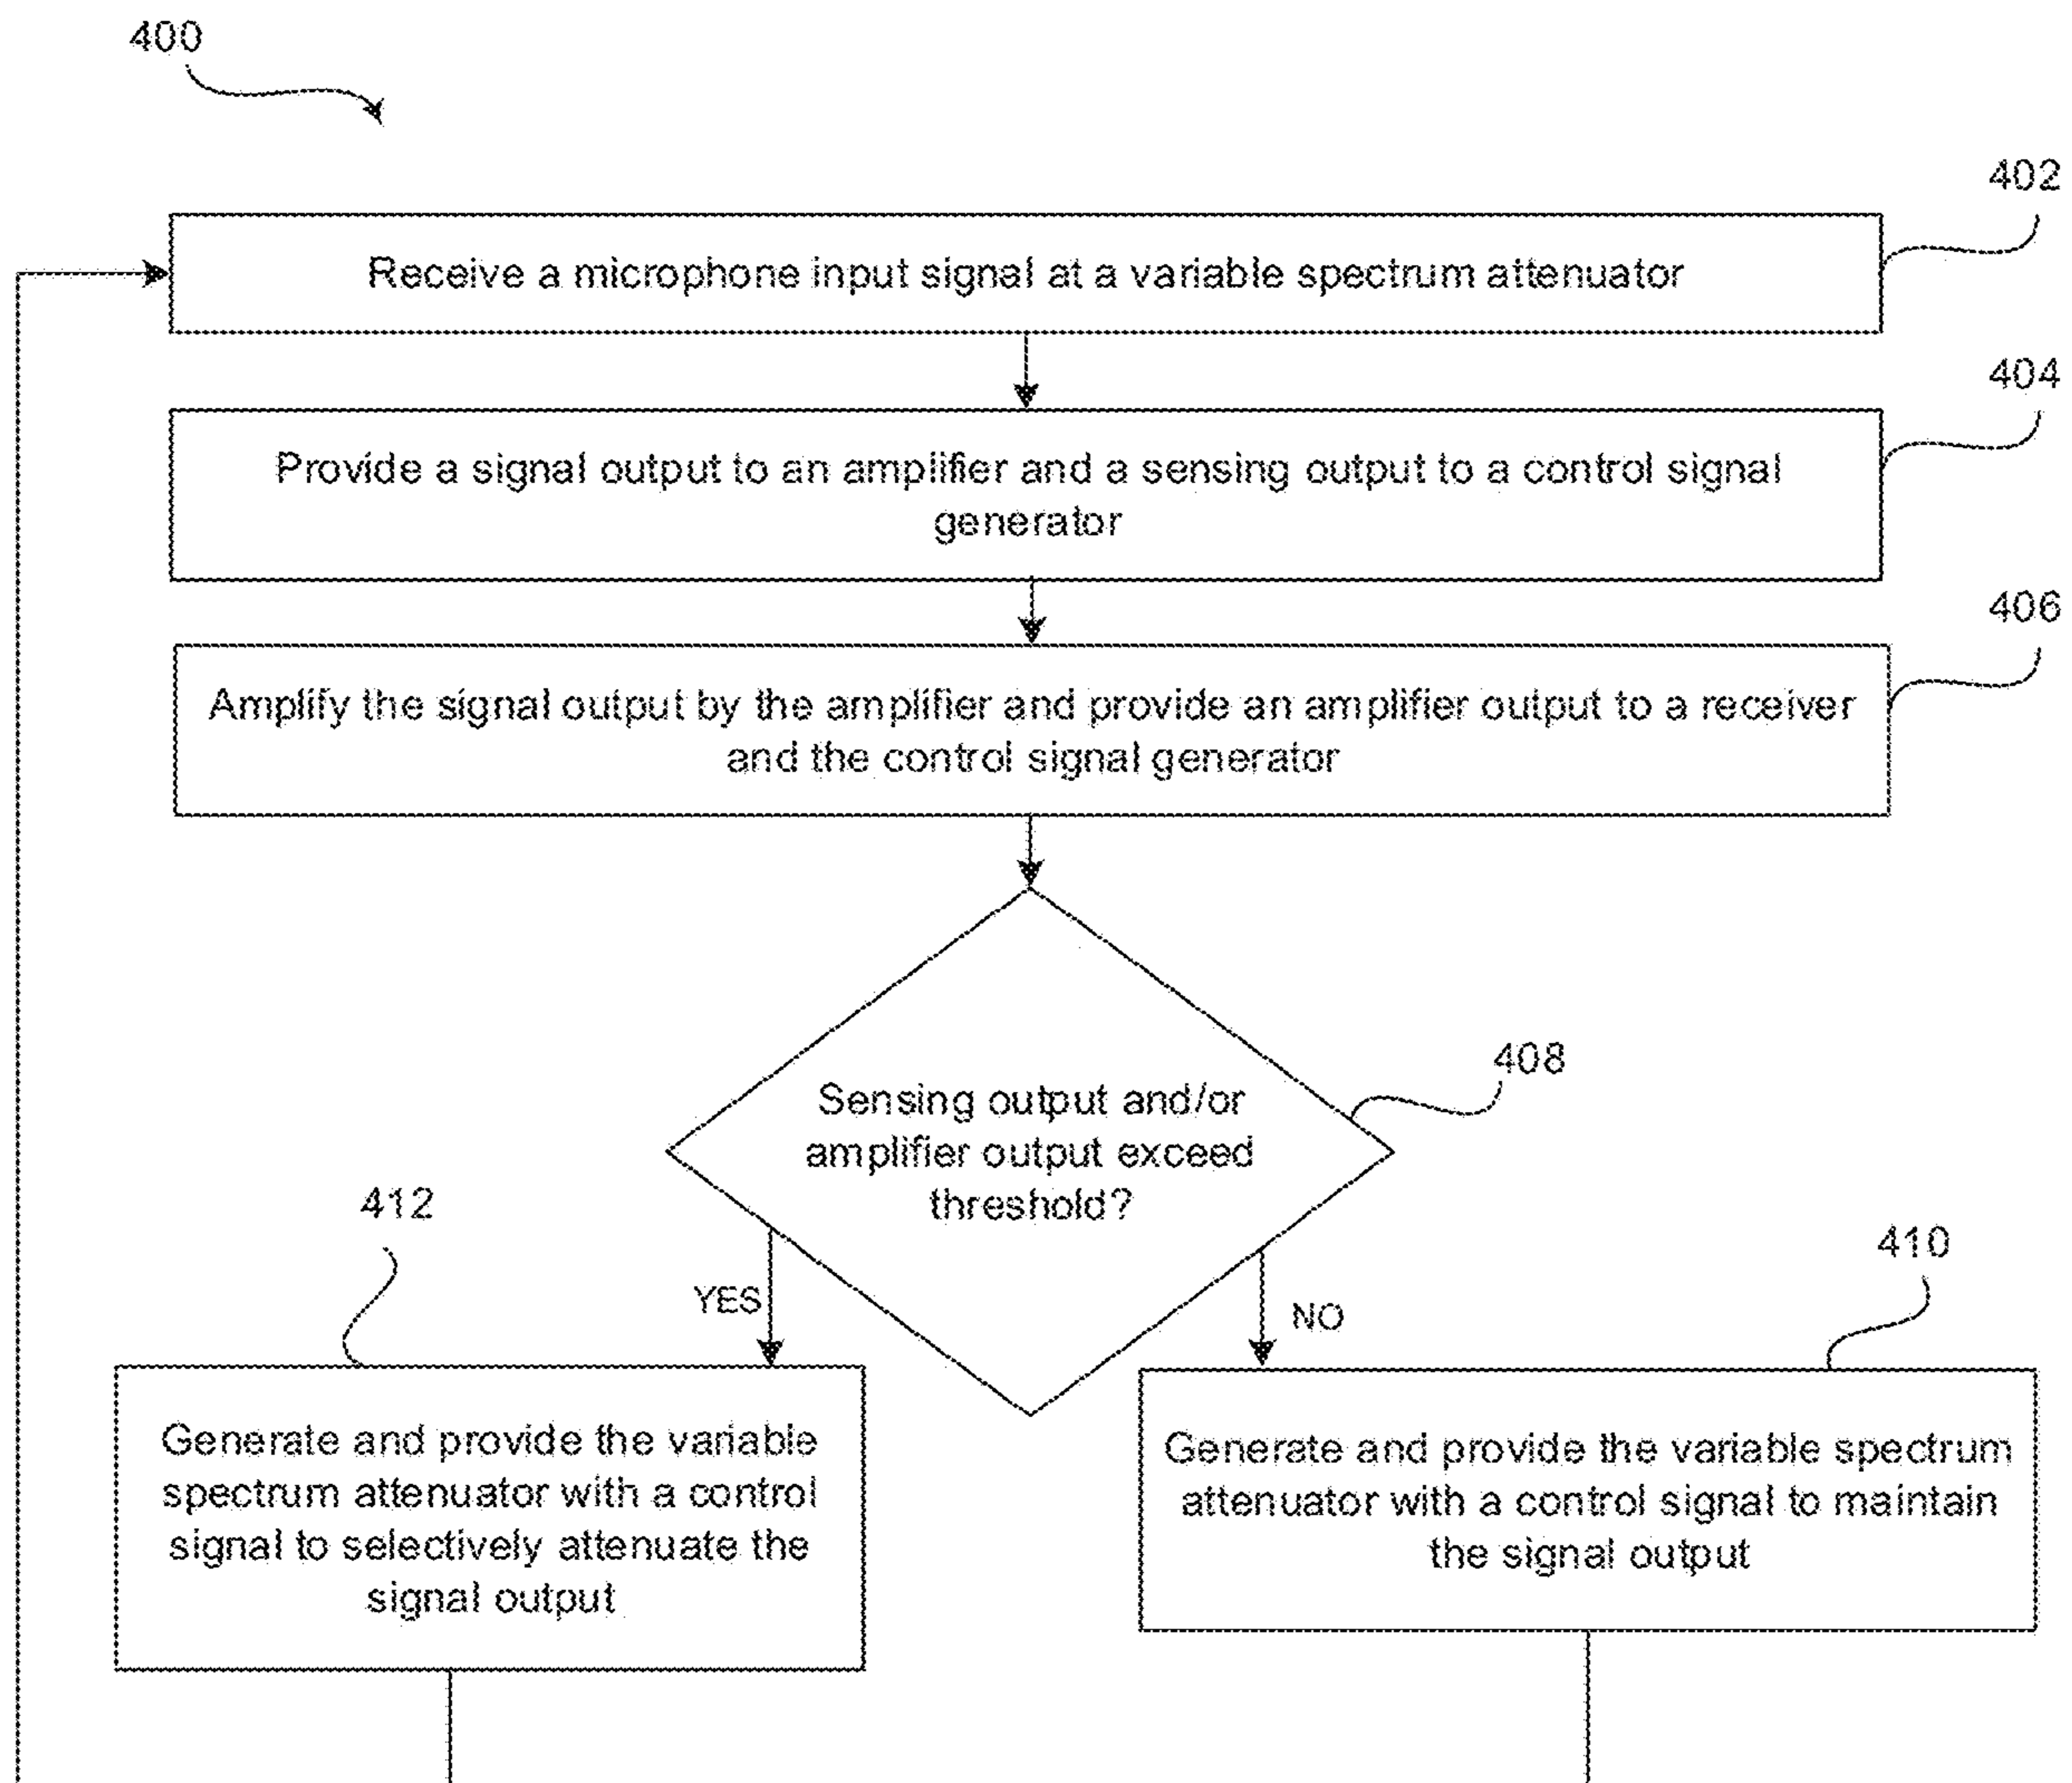 400
402
Receive a microphone input signal at a variable spectrum attenuator
404
Provide a signal output to an amplifier and a sensing output to a control signal
generator
406
Amplify the signal output by the amplifier and provide an amplifier output to a receiver
and the control signal generator
408
Sensing output and/or
amplifier output exceed
threshold?
412
410
YES
NO
Generate and provide the variable
spectrum attenuator with a control
signal to selectively attenuate the
signal output
Generate and provide the variable spectrum
attenuator with a control signal to maintain
the signal output